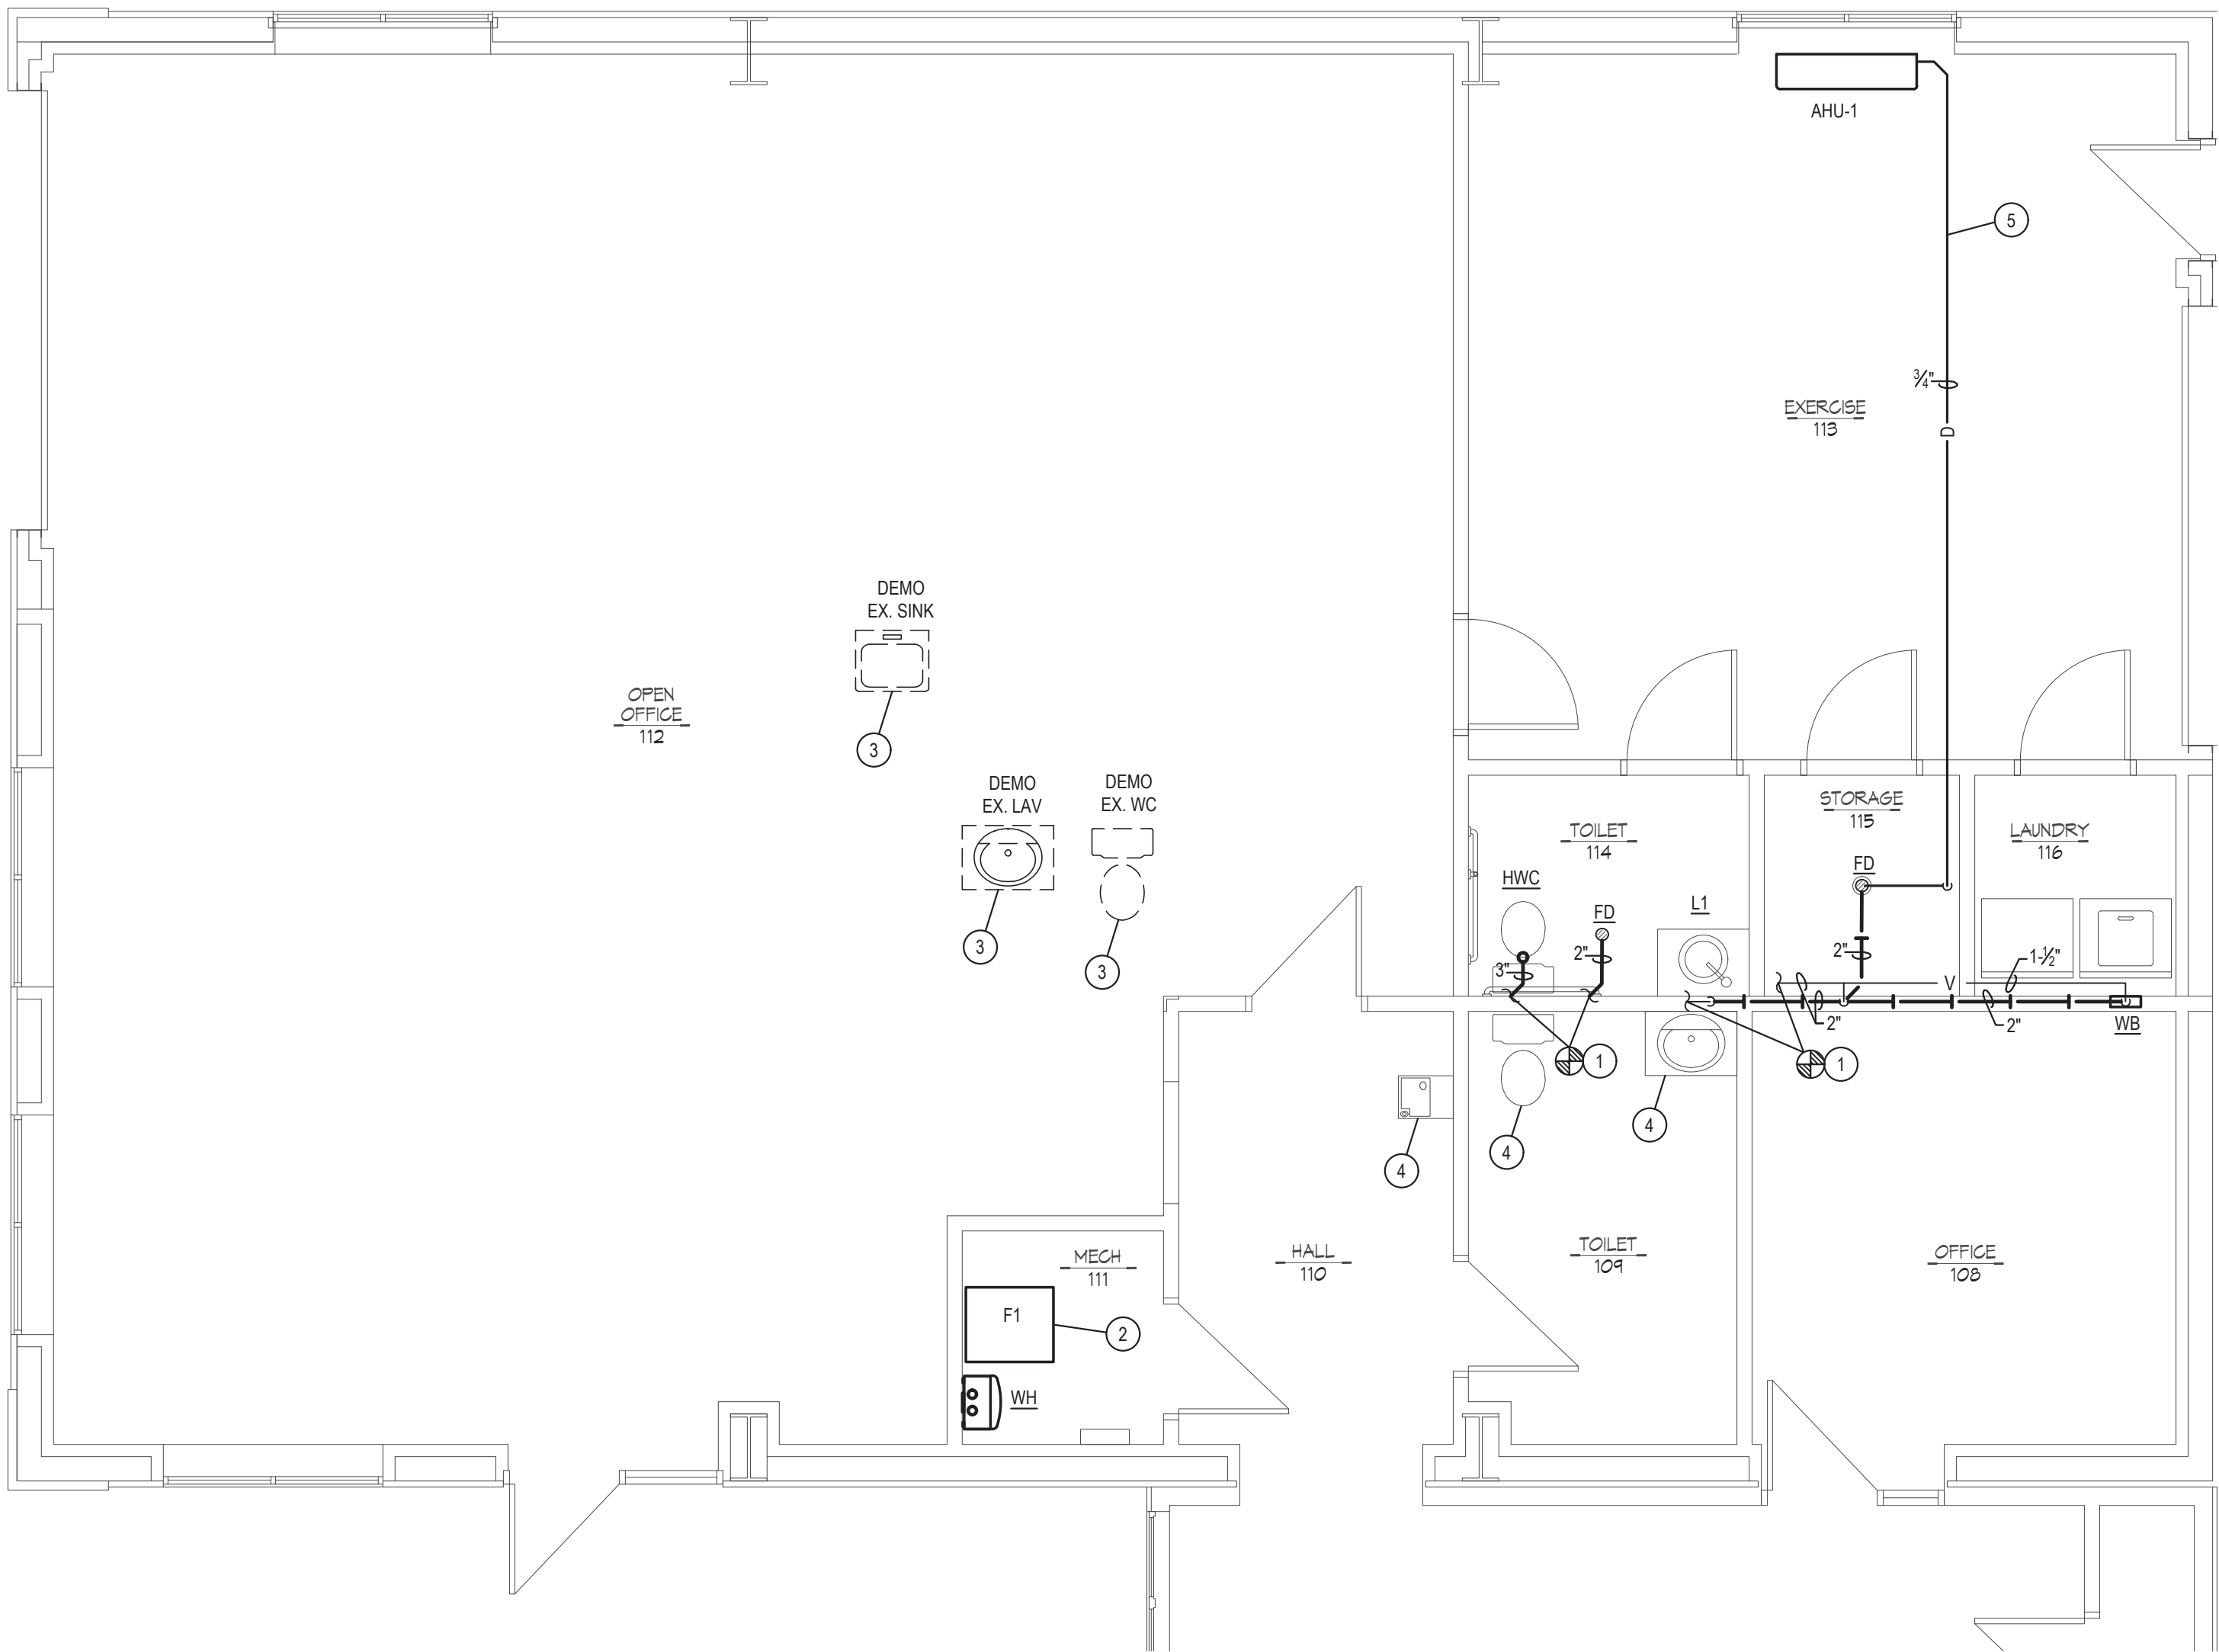 AHU-1
5
3/4"
EXERCISE
113
D
DEMO
EX. SINK
3
OPEN
OFFICE
112
DEMO
EX. LAV
3
DEMO
EX. WC
3
TOILET
114
STORAGE
115
LAUNDRY
116
HWC
FD
L1
FD
3"
2"
2"
1-1/2"
V
2"
2"
WB
1
1
4
4
4
MECH
111
HALL
110
TOILET
109
OFFICE
108
F1
2
WH